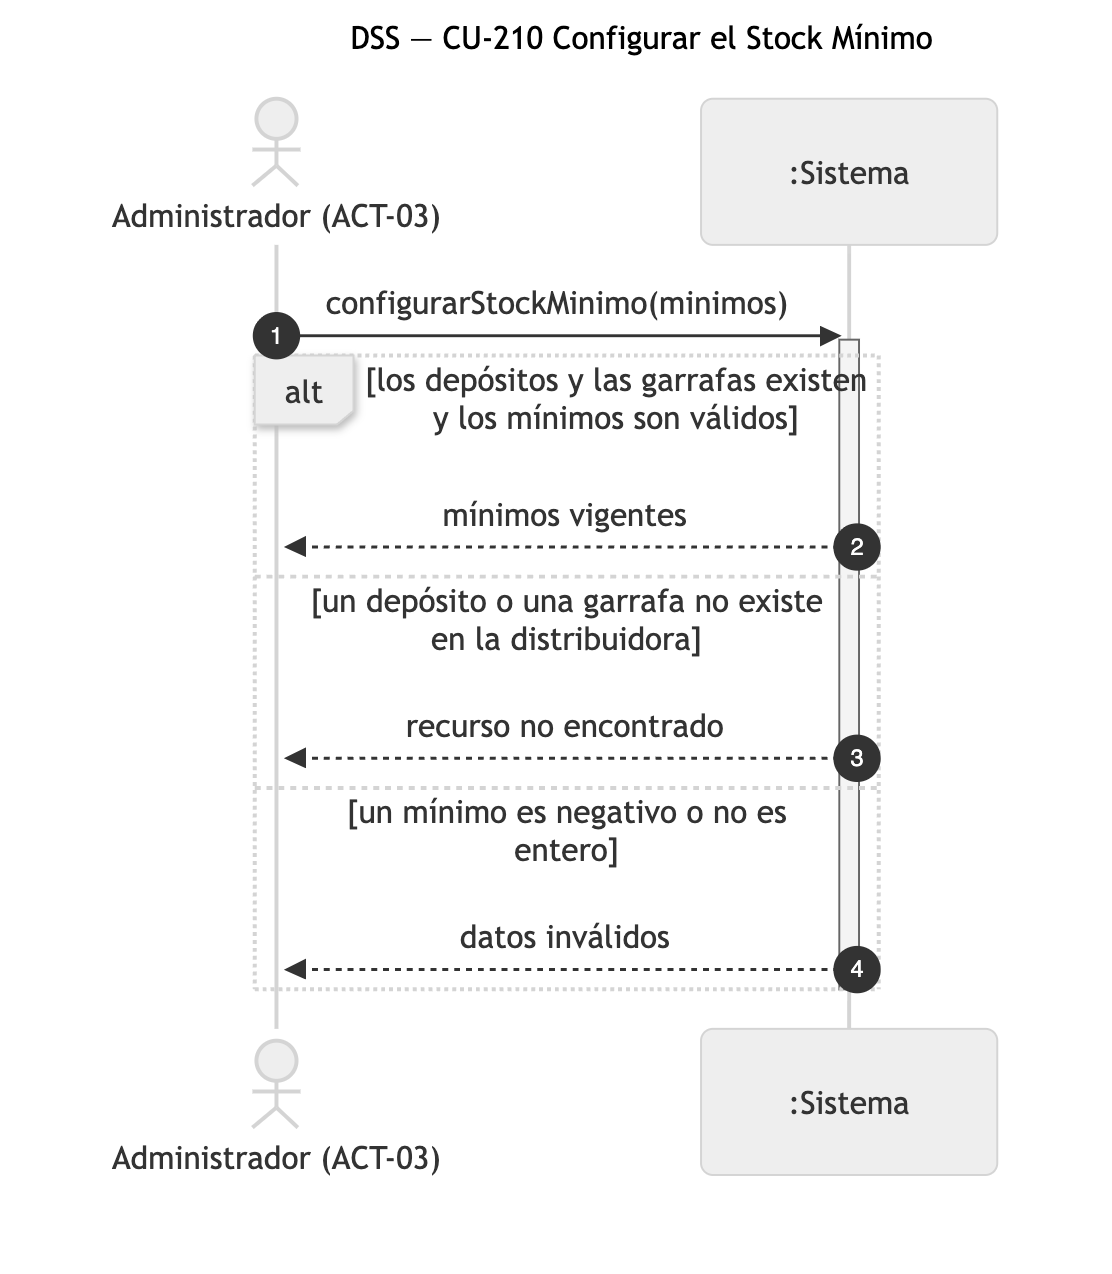 DSS — CU-210 Configurar el Stock Mínimo
:Sistema
Administrador (ACT-03)
configurarStockMinimo(minimos)
1
alt
[los depósitos y las garrafas existen
y los mínimos son válidos]
mínimos vigentes
2
[un depósito o una garrafa no existe
en la distribuidora]
recurso no encontrado
3
[un mínimo es negativo o no es
entero]
datos inválidos
4
:Sistema
Administrador (ACT-03)